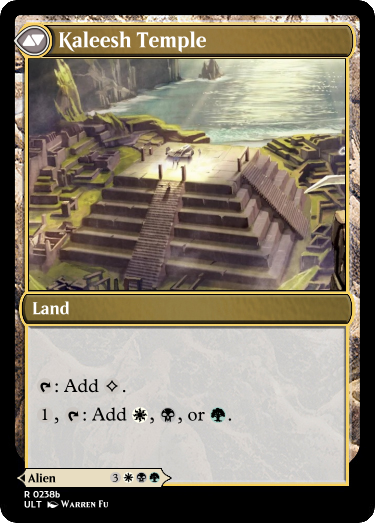 Kaleesh Temple
Land
: Add .
1 , : Add , , or .
Alien 3
R 0238b
ULT Warren Fu